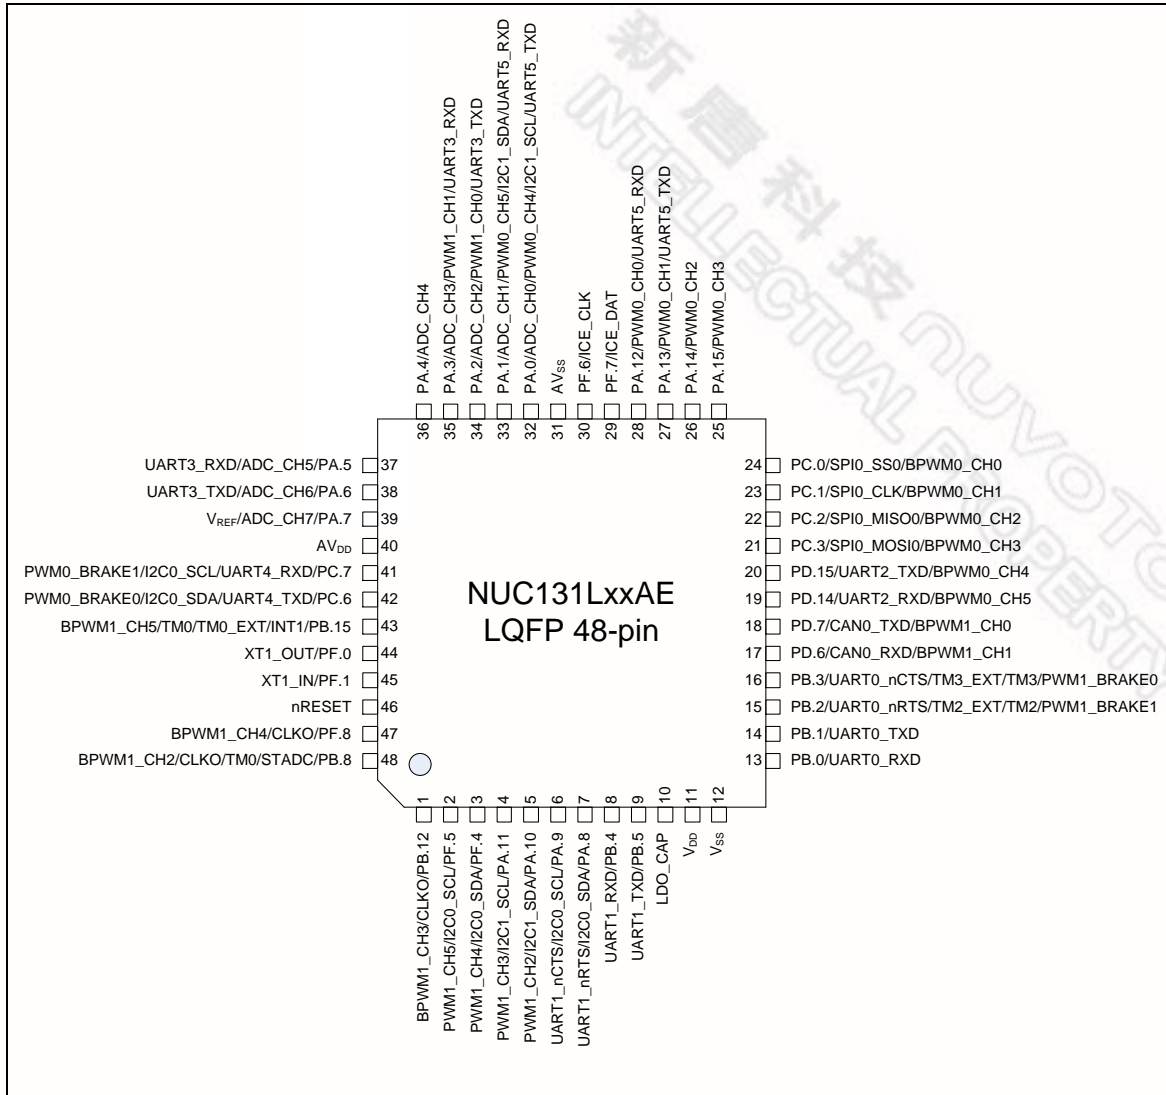 新唐科技 NUVOTO
INTELLECTUAL PROPERTY
PA.4/ADC_CH4
PA.3/ADC_CH3/PWM1_CH1/UART3_RXD
PA.2/ADC_CH2/PWM1_CH0/UART3_TXD
PA.1/ADC_CH1/PWM0_CH5/I2C1_SDA/UART5_RXD
PA.0/ADC_CH0/PWM0_CH4/I2C1_SCL/UART5_TXD
AVSS
PF.6/ICE_CLK
PF.7/ICE_DAT
PA.12/PWM0_CH0/UART5_RXD
PA.13/PWM0_CH1/UART5_TXD
PA.14/PWM0_CH2
PA.15/PWM0_CH3
36
35
34
33
32
31
30
29
28
27
26
25
UART3_RXD/ADC_CH5/PA.5 37
UART3_TXD/ADC_CH6/PA.6 38
VREF/ADC_CH7/PA.7 39
AVDD 40
PWM0_BRAKE1/I2C0_SCL/UART4_RXD/PC.7 41
PWM0_BRAKE0/I2C0_SDA/UART4_TXD/PC.6 42
BPWM1_CH5/TM0/TM0_EXT/INT1/PB.15 43
XT1_OUT/PF.0 44
XT1_IN/PF.1 45
nRESET 46
BPWM1_CH4/CLKO/PF.8 47
BPWM1_CH2/CLKO/TM0/STADC/PB.8 48
NUC131LxxAE
LQFP 48-pin
24 PC.0/SPI0_SS0/BPWM0_CH0
23 PC.1/SPI0_CLK/BPWM0_CH1
22 PC.2/SPI0_MISO0/BPWM0_CH2
21 PC.3/SPI0_MOSI0/BPWM0_CH3
20 PD.15/UART2_TXD/BPWM0_CH4
19 PD.14/UART2_RXD/BPWM0_CH5
18 PD.7/CAN0_TXD/BPWM1_CH0
17 PD.6/CAN0_RXD/BPWM1_CH1
16 PB.3/UART0_nCTS/TM3_EXT/TM3/PWM1_BRAKE0
15 PB.2/UART0_nRTS/TM2_EXT/TM2/PWM1_BRAKE1
14 PB.1/UART0_TXD
13 PB.0/UART0_RXD
1
2
3
4
5
6
7
8
9
10
11
12
BPWM1_CH3/CLKO/PB.12
PWM1_CH5/I2C0_SCL/PF.5
PWM1_CH4/I2C0_SDA/PF.4
PWM1_CH3/I2C1_SCL/PA.11
PWM1_CH2/I2C1_SDA/PA.10
UART1_nCTS/I2C0_SCL/PA.9
UART1_nRTS/I2C0_SDA/PA.8
UART1_RXD/PB.4
UART1_TXD/PB.5
LDO_CAP
VDD
VSS